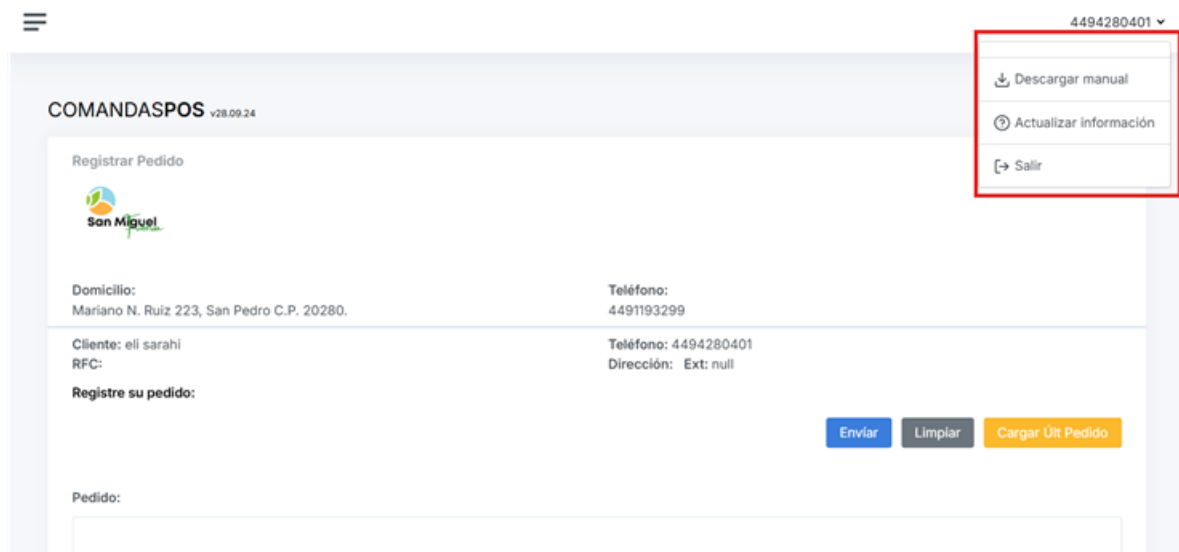 4494280401
Descargar manual
Actualizar información
Salir
COMANDASPOS v28.09.24
Registrar Pedido
San Miguel
Domicilio:
Mariano N. Ruiz 223, San Pedro C.P. 20280.
Teléfono:
4491193299
Cliente: eli sarahi
RFC:
Teléfono: 4494280401
Dirección: Ext: null
Registre su pedido:
Envíar Limpiar Cargar Últ Pedido
Pedido: